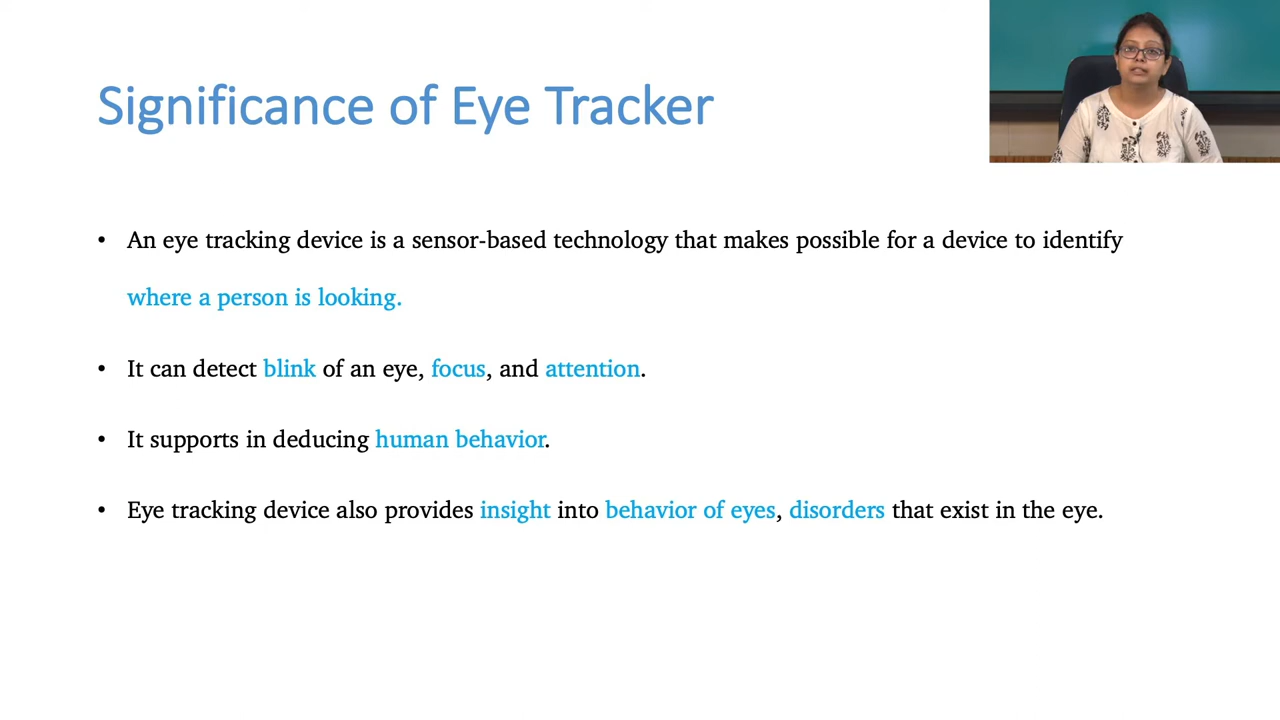 Significance of Eye Tracker
• An eye tracking device is a sensor-based technology that makes possible for a device to identify
where a person is looking.
• It can detect blink of an eye, focus, and attention.
• It supports in deducing human behavior.
• Eye tracking device also provides insight into behavior of eyes, disorders that exist in the eye.